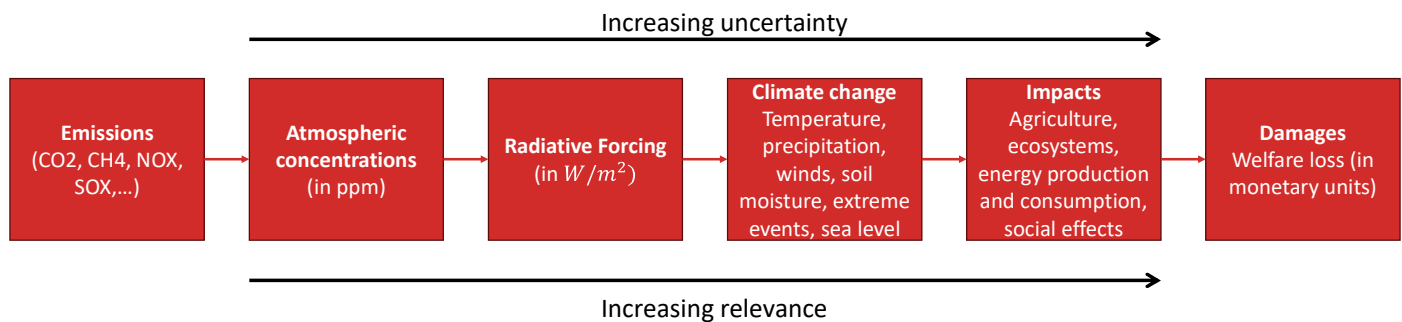 Increasing uncertainty
Emissions
(CO2, CH4, NOX,
SOX,...)
Atmospheric
concentrations
(in ppm)
Radiative Forcing
(in W/m²)
Climate change
Temperature,
precipitation,
winds, soil
moisture, extreme
events, sea level
Impacts
Agriculture,
ecosystems,
energy production
and consumption,
social effects
Damages
Welfare loss (in
monetary units)
Increasing relevance